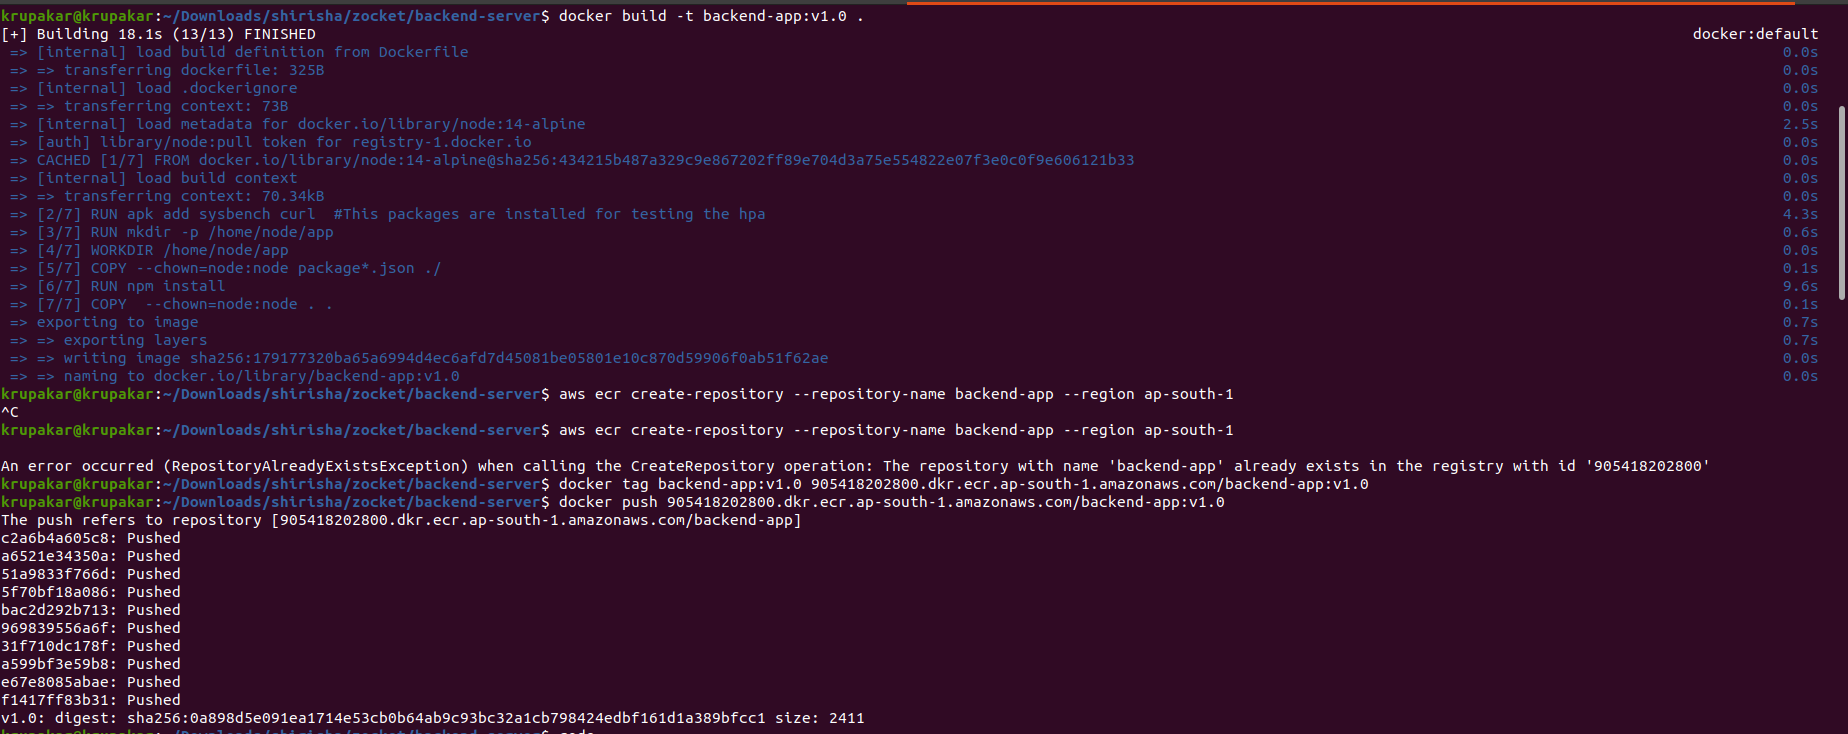 krupakar@krupakar:~/Downloads/shirisha/zocket/backend-server$ docker build -t backend-app:v1.0 .
[+] Building 18.1s (13/13) FINISHED docker:default
=> [internal] load build definition from Dockerfile 0.0s
=> => transferring dockerfile: 325B 0.0s
=> [internal] load .dockerignore 0.0s
=> => transferring context: 73B 0.0s
=> [internal] load metadata for docker.io/library/node:14-alpine 2.5s
=> [auth] library/node:pull token for registry-1.docker.io 0.0s
=> CACHED [1/7] FROM docker.io/library/node:14-alpine@sha256:434215b487a329c9e867202ff89e704d3a75e554822e07f3e0c0f9e606121b33 0.0s
=> [internal] load build context 0.0s
=> => transferring context: 70.34kB 0.0s
=> [2/7] RUN apk add sysbench curl  #This packages are installed for testing the hpa 4.3s
=> [3/7] RUN mkdir -p /home/node/app 0.6s
=> [4/7] WORKDIR /home/node/app 0.0s
=> [5/7] COPY --chown=node:node package*.json ./ 0.1s
=> [6/7] RUN npm install 9.6s
=> [7/7] COPY  --chown=node:node . . 0.1s
=> exporting to image 0.7s
=> => exporting layers 0.7s
=> => writing image sha256:179177320ba65a6994d4ec6afd7d45081be05801e10c870d59906f0ab51f62ae 0.0s
=> => naming to docker.io/library/backend-app:v1.0 0.0s
krupakar@krupakar:~/Downloads/shirisha/zocket/backend-server$ aws ecr create-repository --repository-name backend-app --region ap-south-1
^C
krupakar@krupakar:~/Downloads/shirisha/zocket/backend-server$ aws ecr create-repository --repository-name backend-app --region ap-south-1
An error occurred (RepositoryAlreadyExistsException) when calling the CreateRepository operation: The repository with name 'backend-app' already exists in the registry with id '905418202800'
krupakar@krupakar:~/Downloads/shirisha/zocket/backend-server$ docker tag backend-app:v1.0 905418202800.dkr.ecr.ap-south-1.amazonaws.com/backend-app:v1.0
krupakar@krupakar:~/Downloads/shirisha/zocket/backend-server$ docker push 905418202800.dkr.ecr.ap-south-1.amazonaws.com/backend-app:v1.0
The push refers to repository [905418202800.dkr.ecr.ap-south-1.amazonaws.com/backend-app]
c2a6b4a605c8: Pushed
a6521e34350a: Pushed
51a9833f766d: Pushed
5f70bf18a086: Pushed
bac2d292b713: Pushed
969839556a6f: Pushed
31f710dc178f: Pushed
a599bf3e59b8: Pushed
e67e8085abae: Pushed
f1417ff83b31: Pushed
v1.0: digest: sha256:0a898d5e091ea1714e53cb0b64ab9c93bc32a1cb798424edbf161d1a389bfcc1 size: 2411
krupakar@krupakar:~/Downloads/shirisha/zocket/backend-server$